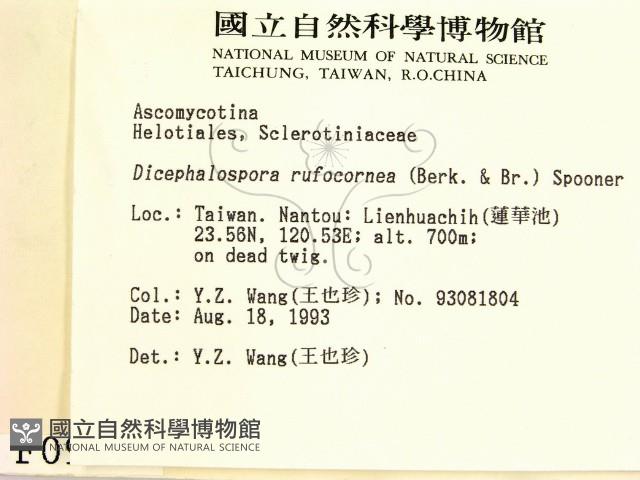 國立自然科學博物館
NATIONAL MUSEUM OF NATURAL SCIENCE
TAICHUNG, TAIWAN, R.O.CHINA
Ascomycotina
Helotiales, Sclerotiniaceae
Dicephalospora rufocornea (Berk. & Br.) Spooner
Loc.: Taiwan. Nantou: Lienhuachih(蓮華池)
23.56N, 120.53E; alt. 700m;
on dead twig.
Col.: Y.Z. Wang(王也珍); No. 93081804
Date: Aug. 18, 1993
Det.: Y.Z. Wang(王也珍)
國立自然科學博物館
NATIONAL MUSEUM OF NATURAL SCIENCE